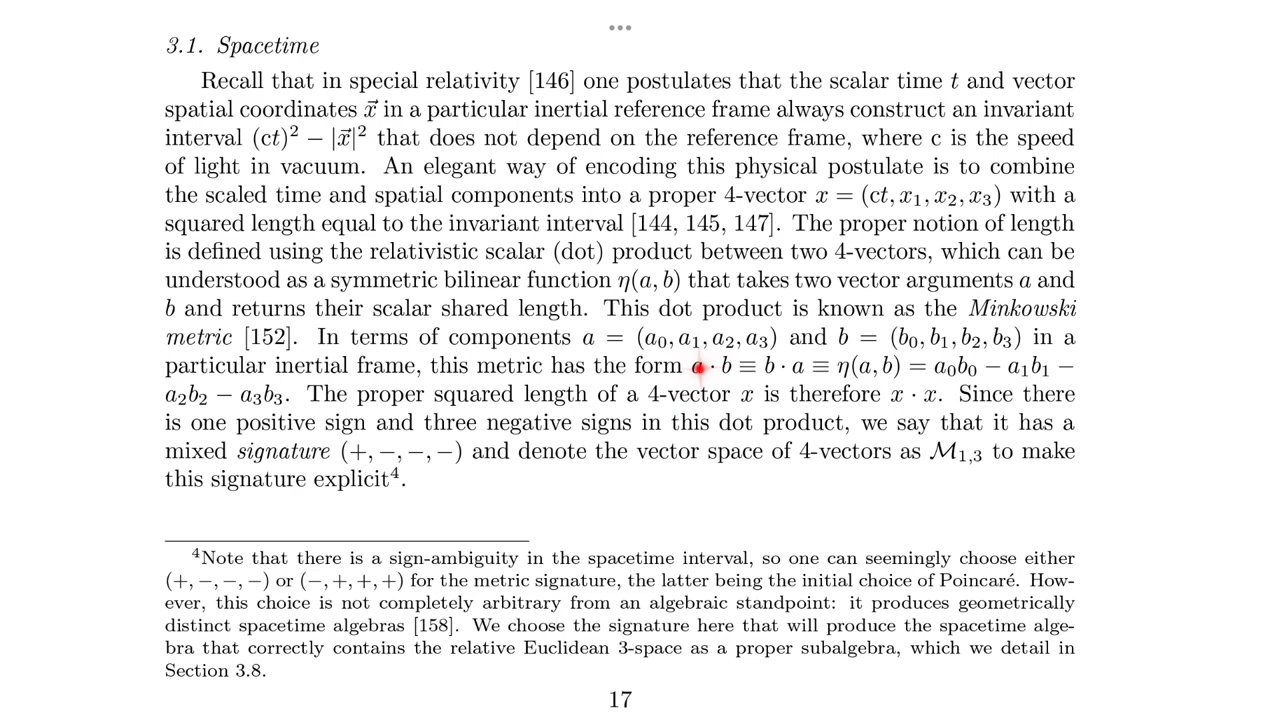 3.1. Spacetime
Recall that in special relativity [146] one postulates that the scalar time t and vector
spatial coordinates x⃗ in a particular inertial reference frame always construct an invariant
interval (ct)² − |x⃗|² that does not depend on the reference frame, where c is the speed
of light in vacuum. An elegant way of encoding this physical postulate is to combine
the scaled time and spatial components into a proper 4-vector x = (ct, x₁, x₂, x₃) with a
squared length equal to the invariant interval [144, 145, 147]. The proper notion of length
is defined using the relativistic scalar (dot) product between two 4-vectors, which can be
understood as a symmetric bilinear function η(a, b) that takes two vector arguments a and
b and returns their scalar shared length. This dot product is known as the Minkowski
metric [152]. In terms of components a = (a₀, a₁, a₂, a₃) and b = (b₀, b₁, b₂, b₃) in a
particular inertial frame, this metric has the form a · b ≡ b · a ≡ η(a, b) = a₀b₀ − a₁b₁ −
a₂b₂ − a₃b₃. The proper squared length of a 4-vector x is therefore x · x. Since there
is one positive sign and three negative signs in this dot product, we say that it has a
mixed signature (+, −, −, −) and denote the vector space of 4-vectors as ℳ₁,₃ to make
this signature explicit⁴.
⁴Note that there is a sign-ambiguity in the spacetime interval, so one can seemingly choose either
(+, −, −, −) or (−, +, +, +) for the metric signature, the latter being the initial choice of Poincaré. How-
ever, this choice is not completely arbitrary from an algebraic standpoint: it produces geometrically
distinct spacetime algebras [158]. We choose the signature here that will produce the spacetime alge-
bra that correctly contains the relative Euclidean 3-space as a proper subalgebra, which we detail in
Section 3.8.
17